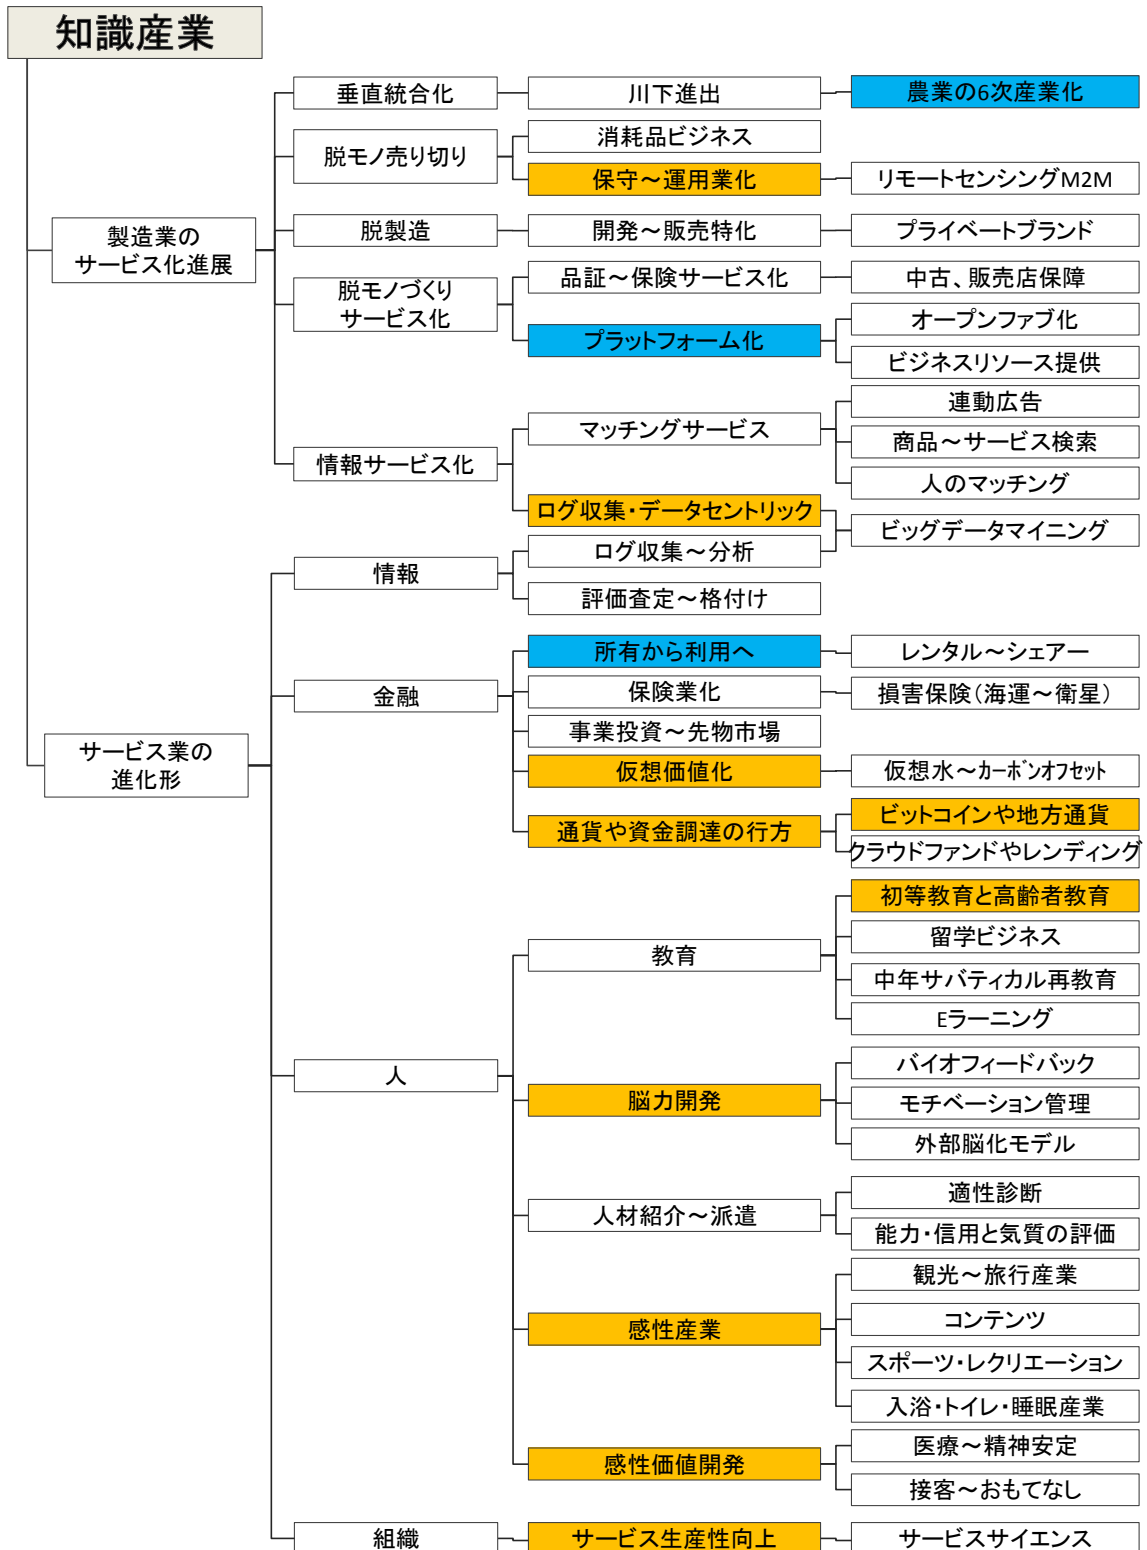 知識産業
垂直統合化
川下進出
農業の6次産業化
脱モノ売り切り
消耗品ビジネス
保守～運用業化
リモートセンシングM2M
製造業の
サービス化進展
脱製造
開発～販売特化
プライベートブランド
脱モノづくり
サービス化
品証～保険サービス化
中古、販売店保障
プラットフォーム化
オープンファブ化
ビジネスリソース提供
情報サービス化
マッチングサービス
連動広告
商品～サービス検索
人のマッチング
ログ収集・データセントリック
ビッグデータマイニング
情報
ログ収集～分析
評価査定～格付け
サービス業の
進化形
金融
所有から利用へ
レンタル～シェアー
保険業化
損害保険（海運～衛星）
事業投資～先物市場
仮想価値化
仮想水～ｶｰﾎﾞﾝオフセット
通貨や資金調達の行方
ビットコインや地方通貨
クラウドファンドやレンディング
人
教育
初等教育と高齢者教育
留学ビジネス
中年サバティカル再教育
Eラーニング
脳力開発
バイオフィードバック
モチベーション管理
外部脳化モデル
人材紹介～派遣
適性診断
能力・信用と気質の評価
感性産業
観光～旅行産業
コンテンツ
スポーツ・レクリエーション
入浴・トイレ・睡眠産業
感性価値開発
医療～精神安定
接客～おもてなし
組織
サービス生産性向上
サービスサイエンス